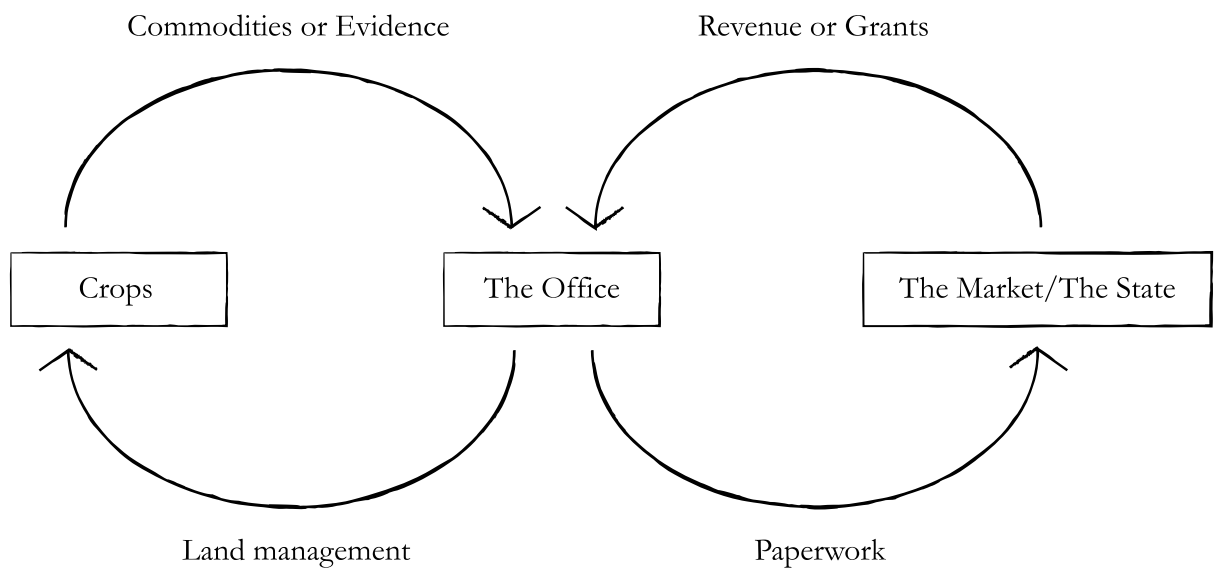 Commodities or Evidence
Revenue or Grants
Crops
The Office
The Market/The State
Land management
Paperwork